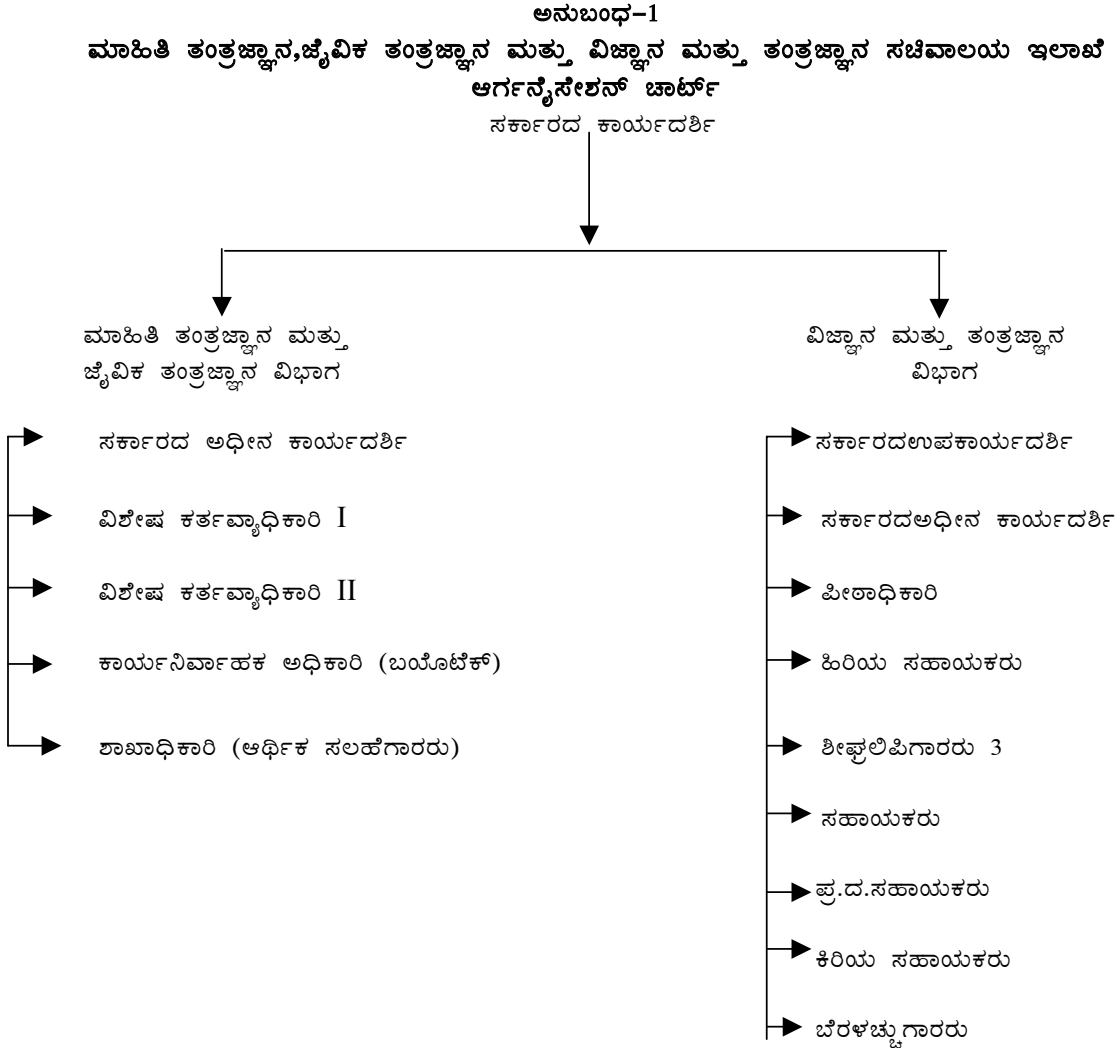 ಅನುಬಂಧ–1
ಮಾಹಿತಿ ತಂತ್ರಜ್ಞಾನ,ಜೈವಿಕ ತಂತ್ರಜ್ಞಾನ ಮತ್ತು ವಿಜ್ಞಾನ ಮತ್ತು ತಂತ್ರಜ್ಞಾನ ಸಚಿವಾಲಯ ಇಲಾಖೆ
ಆರ್ಗನೈಸೇಶನ್ ಚಾರ್ಟ್
ಸರ್ಕಾರದ ಕಾರ್ಯದರ್ಶಿ
ಮಾಹಿತಿ ತಂತ್ರಜ್ಞಾನ ಮತ್ತು
ಜೈವಿಕ ತಂತ್ರಜ್ಞಾನ ವಿಭಾಗ
ಸರ್ಕಾರದ ಅಧೀನ ಕಾರ್ಯದರ್ಶಿ
ವಿಶೇಷ ಕರ್ತವ್ಯಾಧಿಕಾರಿ I
ವಿಶೇಷ ಕರ್ತವ್ಯಾಧಿಕಾರಿ II
ಕಾರ್ಯನಿರ್ವಾಹಕ ಅಧಿಕಾರಿ (ಬಯೊಟೆಕ್)
ಶಾಖಾಧಿಕಾರಿ (ಆರ್ಥಿಕ ಸಲಹೆಗಾರರು)
ವಿಜ್ಞಾನ ಮತ್ತು ತಂತ್ರಜ್ಞಾನ
ವಿಭಾಗ
ಸರ್ಕಾರದಉಪಕಾರ್ಯದರ್ಶಿ
ಸರ್ಕಾರದಅಧೀನ ಕಾರ್ಯದರ್ಶಿ
ಪೀಠಾಧಿಕಾರಿ
ಹಿರಿಯ ಸಹಾಯಕರು
ಶೀಘ್ರಲಿಪಿಗಾರರು 3
ಸಹಾಯಕರು
ಪ್ರ.ದ.ಸಹಾಯಕರು
ಕಿರಿಯ ಸಹಾಯಕರು
ಬೆರಳಚ್ಚುಗಾರರು